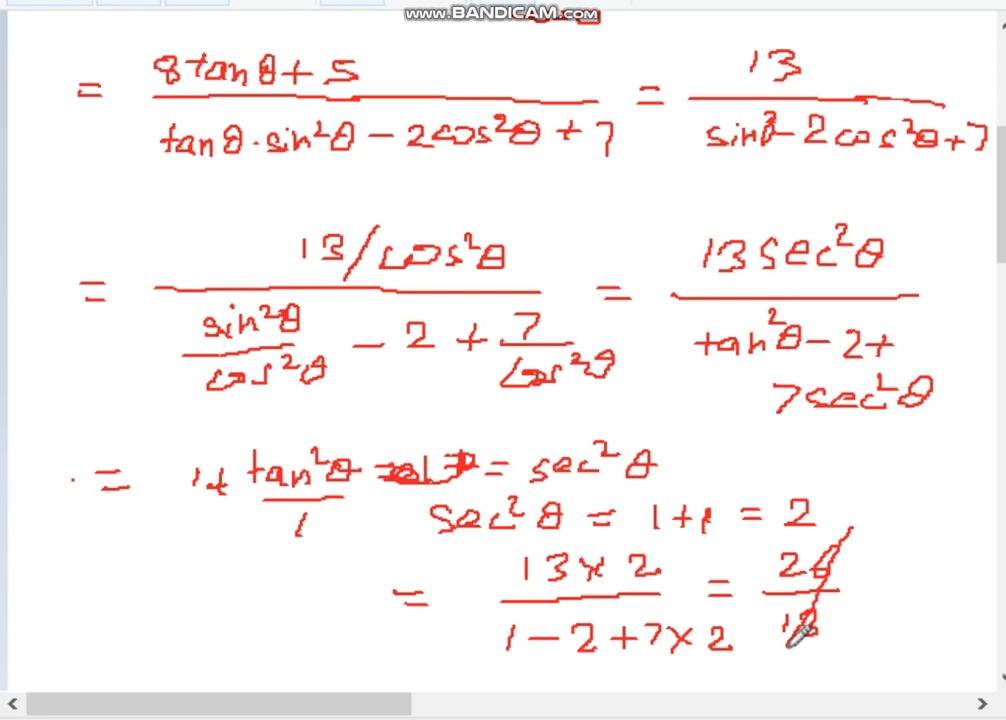 www.BANDICAM.com
= (8tanθ + 5)/(tanθ·sin²θ − 2cos²θ + 7) = 13/(sin²θ − 2cos²θ + 7)
= (13/cos²θ)/(sin²θ/cos²θ − 2 + 7/cos²θ) = 13sec²θ/(tan²θ − 2 + 7sec²θ)
= 1+ tan²θ/1 = sec²θ
sec²θ = 1+1 = 2
= (13×2)/(1 − 2 + 7×2) = 26/13